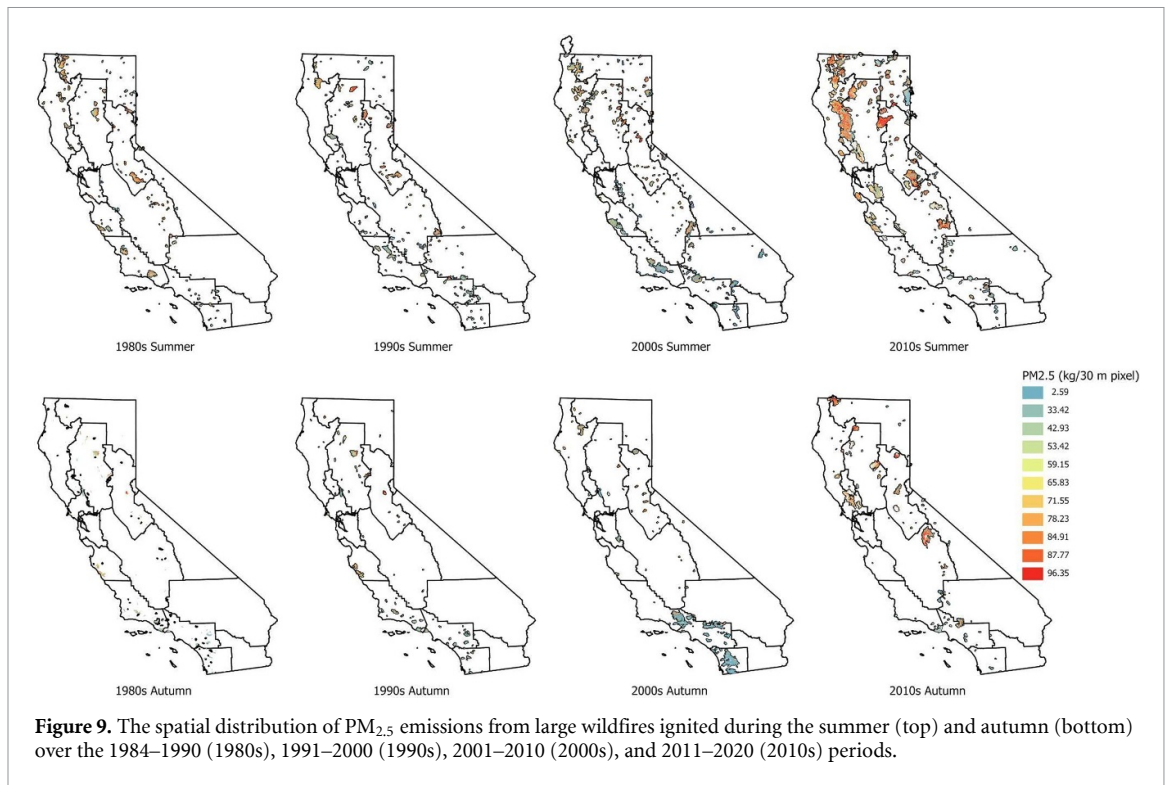 1980s Summer
1990s Summer
2000s Summer
2010s Summer
PM2.5 (kg/30 m pixel)
2.59
33.42
42.93
53.42
59.15
65.83
71.55
78.23
84.91
87.77
96.35
1980s Autumn
1990s Autumn
2000s Autumn
2010s Autumn
Figure 9. The spatial distribution of PM2.5 emissions from large wildfires ignited during the summer (top) and autumn (bottom)
over the 1984–1990 (1980s), 1991–2000 (1990s), 2001–2010 (2000s), and 2011–2020 (2010s) periods.